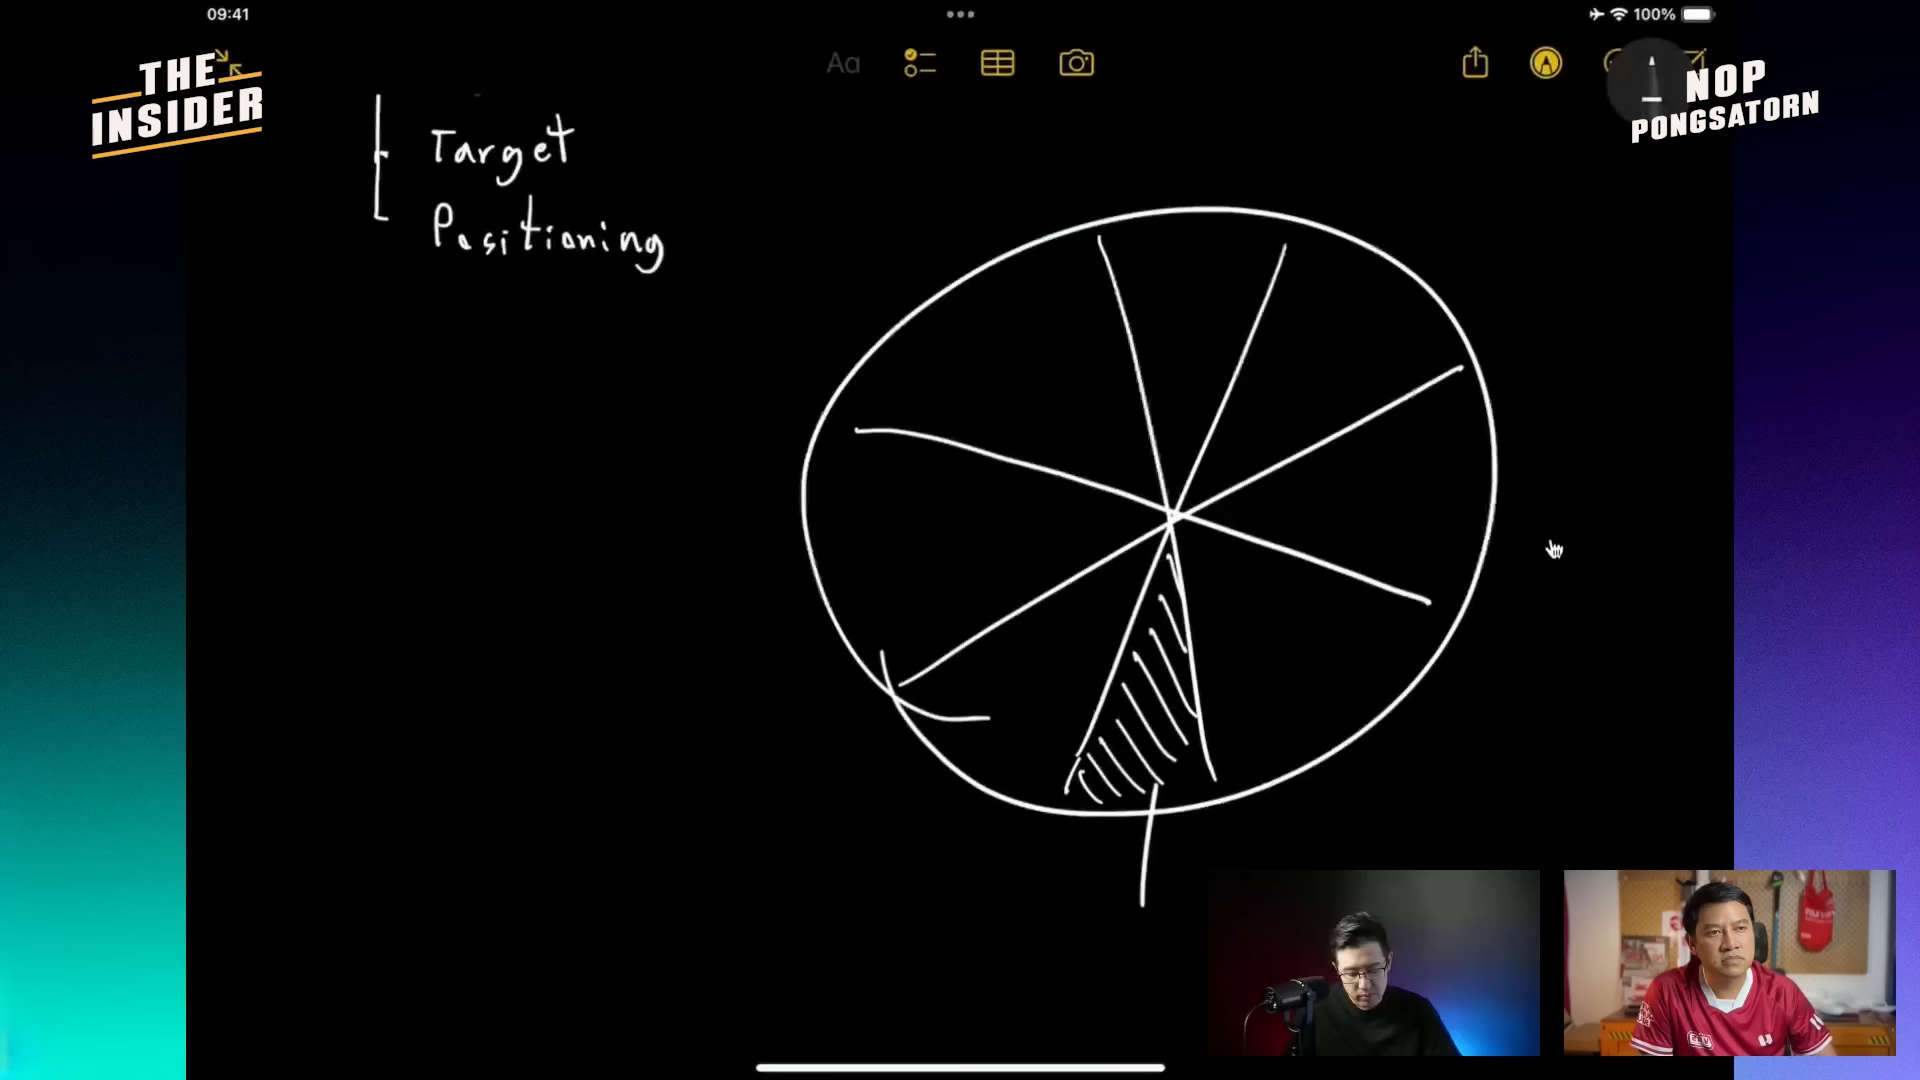 09:41
100%
THE
INSIDER
Aa
NOP
PONGSATORN
Target
Positioning